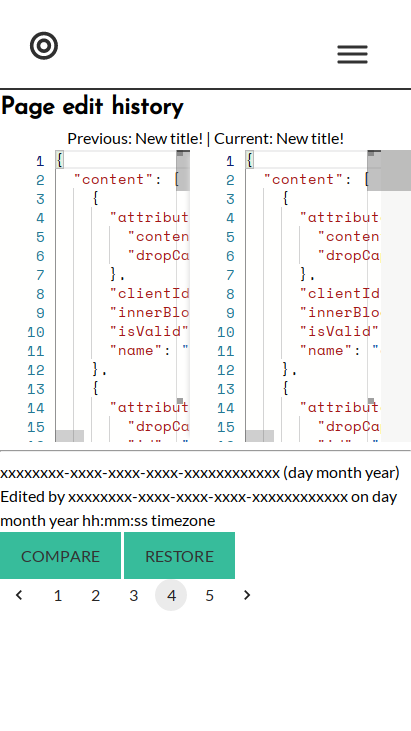 Page edit history
Previous: New title! | Current: New title!
1 {
2 "content": [
3 {
4 "attribut
5 "conten
6 "dropCa
7 },
8 "clientId
9 "innerBlo
10 "isValid"
11 "name": "
12 },
13 {
14 "attribut
15 "dropCa
1 {
2 "content": [
3 {
4 "attribut
5 "conten
6 "dropCa
7 },
8 "clientId
9 "innerBlo
10 "isValid"
11 "name": "
12 },
13 {
14 "attribut
15 "dropCa
xxxxxxxx-xxxx-xxxx-xxxx-xxxxxxxxxxxx (day month year)
Edited by xxxxxxxx-xxxx-xxxx-xxxx-xxxxxxxxxxxx on day
month year hh:mm:ss timezone
COMPARE RESTORE
1 2 3 4 5